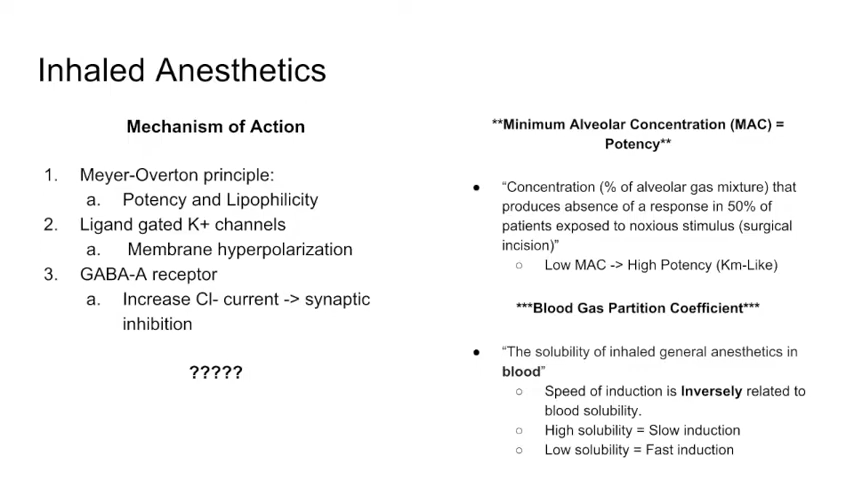 Inhaled Anesthetics
Mechanism of Action
1. Meyer-Overton principle:
a. Potency and Lipophilicity
2. Ligand gated K+ channels
a. Membrane hyperpolarization
3. GABA-A receptor
a. Increase Cl- current -> synaptic
inhibition
?????
**Minimum Alveolar Concentration (MAC) =
Potency**
● “Concentration (% of alveolar gas mixture) that
produces absence of a response in 50% of
patients exposed to noxious stimulus (surgical
incision)”
○ Low MAC -> High Potency (Km-Like)
***Blood Gas Partition Coefficient***
● “The solubility of inhaled general anesthetics in
blood”
○ Speed of induction is Inversely related to
blood solubility.
○ High solubility = Slow induction
○ Low solubility = Fast induction